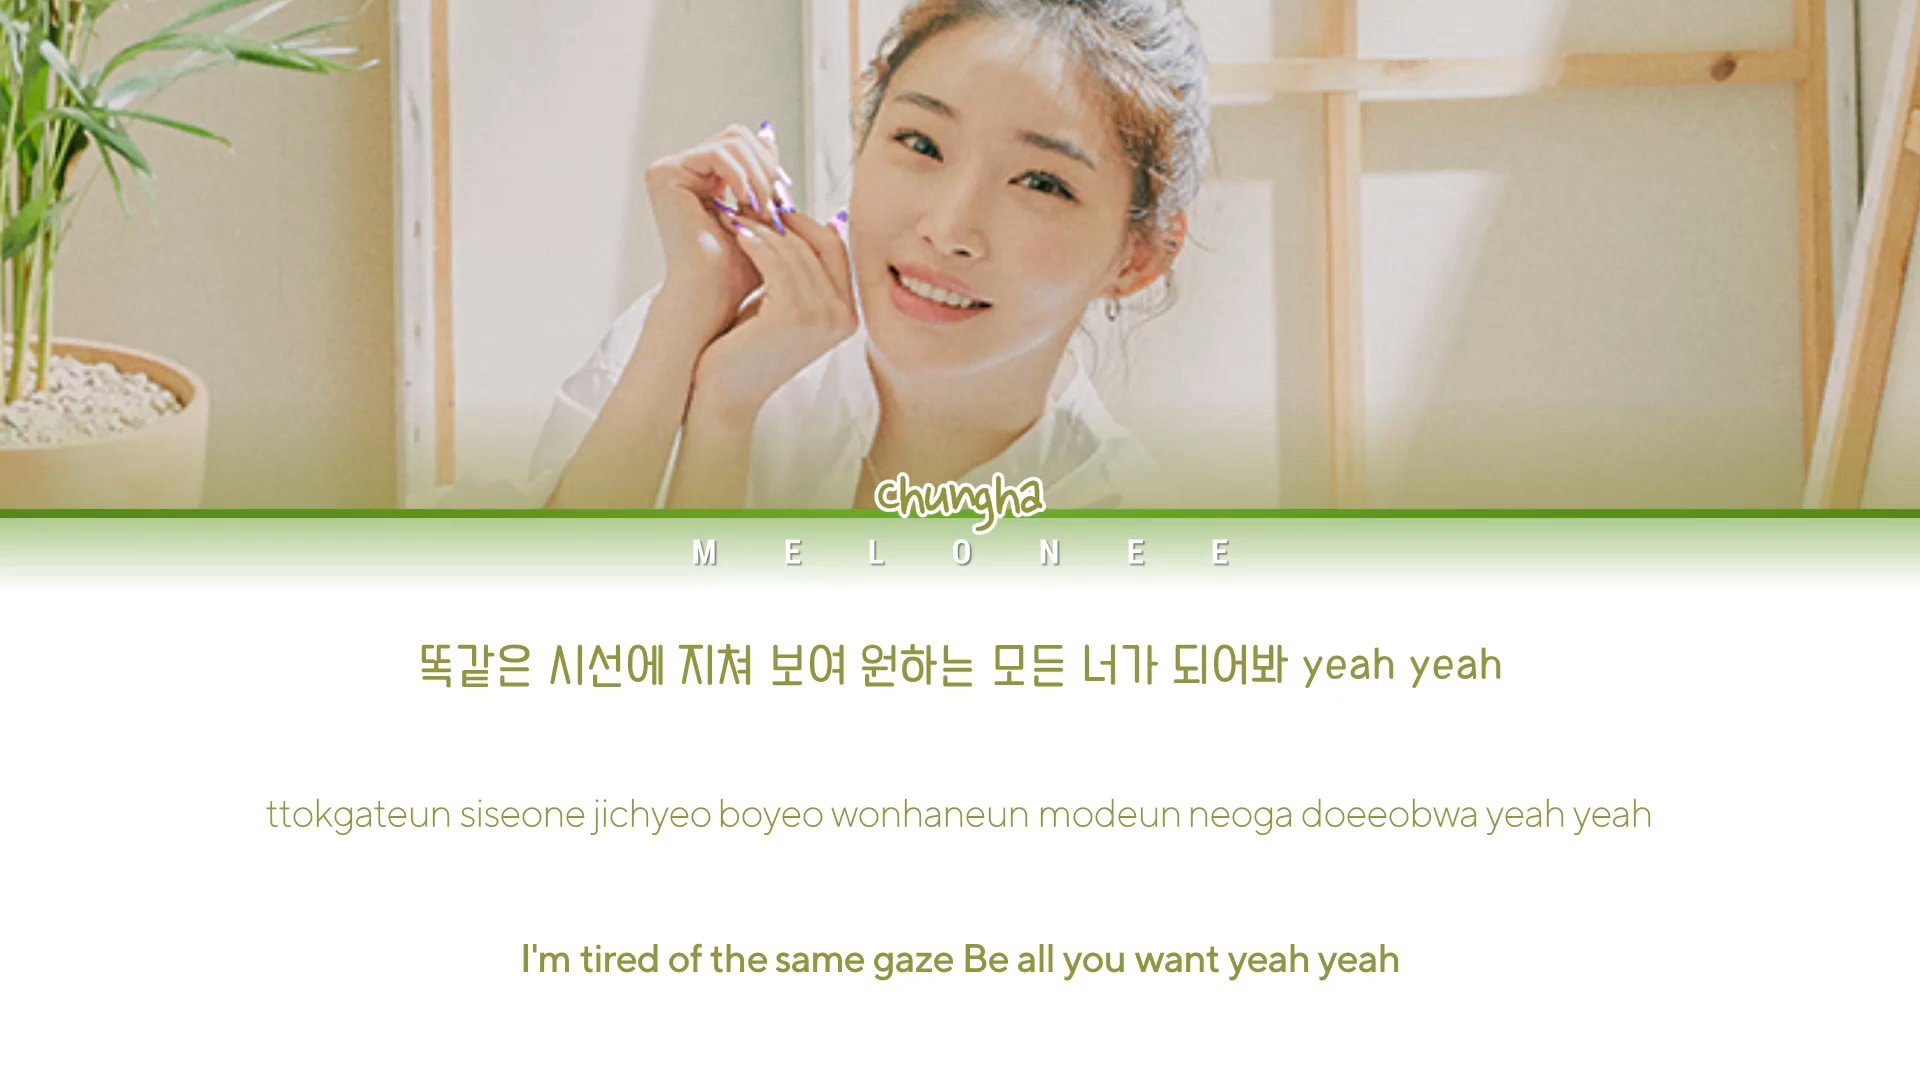 chungha
MELONEE
똑같은 시선에 지쳐 보여 원하는 모든 너가 되어봐 yeah yeah
ttokgateun siseone jichyeo boyeo wonhaneun modeun neoga doeeobwa yeah yeah
I'm tired of the same gaze Be all you want yeah yeah